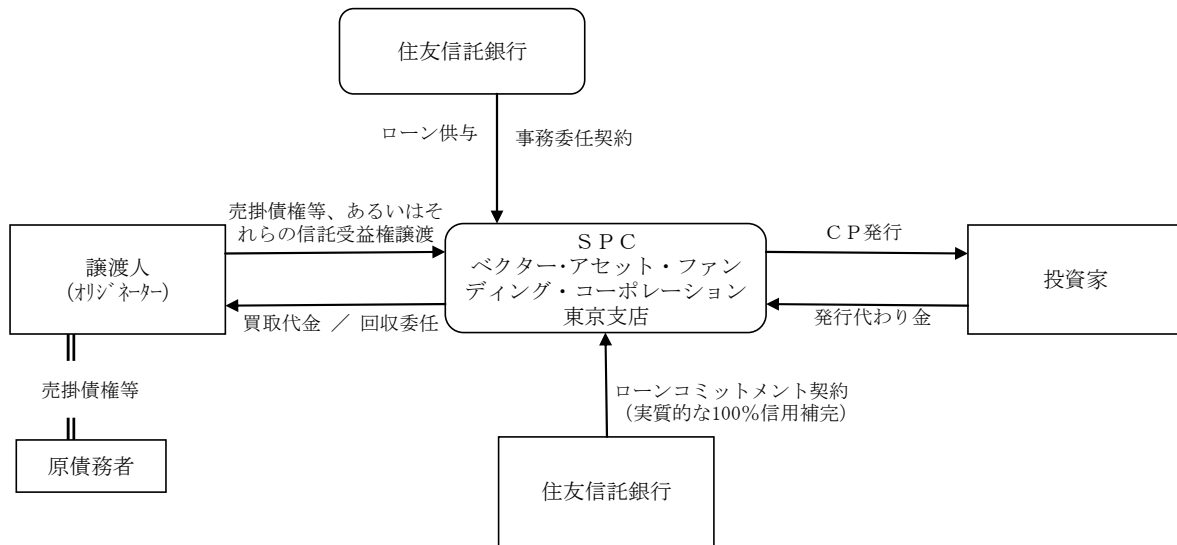 住友信託銀行
ローン供与
事務委任契約
売掛債権等、あるいはそ
れらの信託受益権譲渡
ＳＰＣ
ベクター・アセット・ファン
ディング・コーポレーション
東京支店
ＣＰ発行
譲渡人
(ｵﾘｼﾞﾈｰﾀｰ)
投資家
買取代金 ／ 回収委任
発行代わり金
売掛債権等
ローンコミットメント契約
（実質的な100%信用補完）
原債務者
住友信託銀行